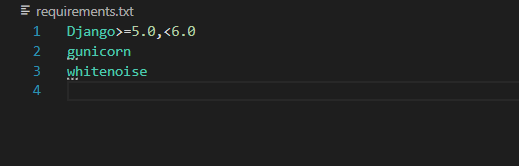 requirements.txt
1 Django>=5.0,<6.0
2 gunicorn
3 whitenoise
4